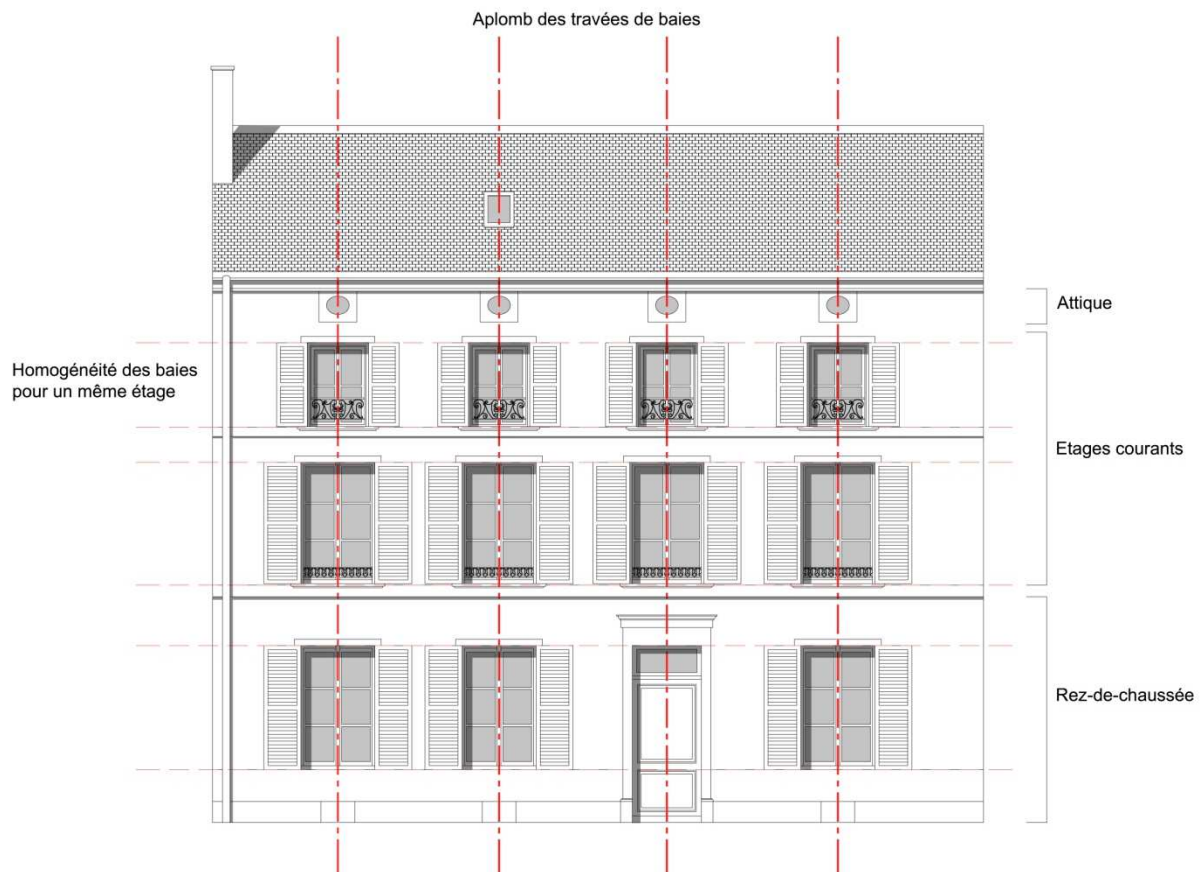 Aplomb des travées de baies
Attique
Homogénéité des baies
pour un même étage
Etages courants
Rez-de-chaussée